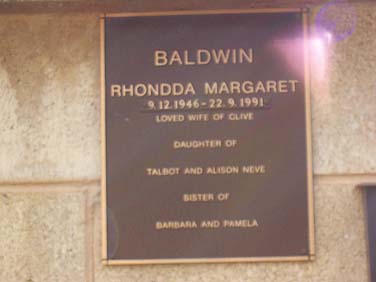 BALDWIN
RHONDDA MARGARET
9.12.1946 - 22.9.1991
LOVED WIFE OF CLIVE
DAUGHTER OF
TALBOT AND ALISON NEVE
SISTER OF
BARBARA AND PAMELA